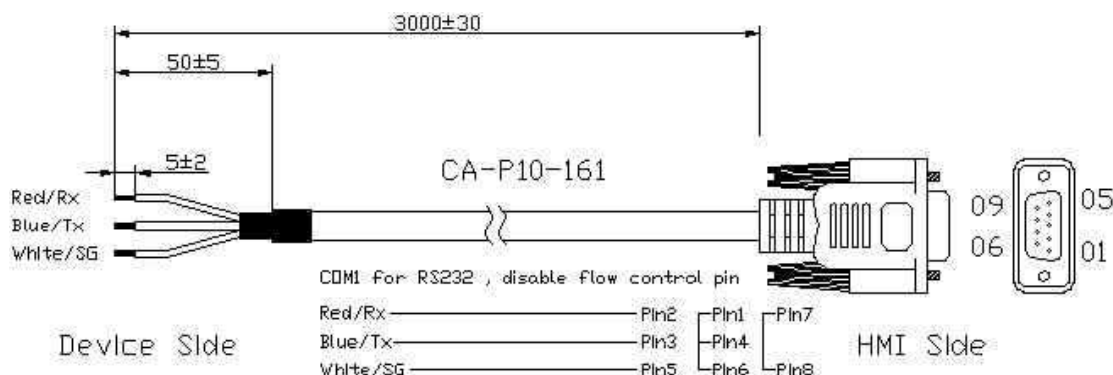 3000±30
50±5
5±2
CA-P10-161
Red/Rx
Blue/Tx
White/SG
09 05
06 01
COM1 for RS232 , disable flow control pin
Red/Rx Pin2 Pin1 Pin7
Blue/Tx Pin3 Pin4
White/SG Pin5 Pin6 Pin8
Device Side
HMI Side